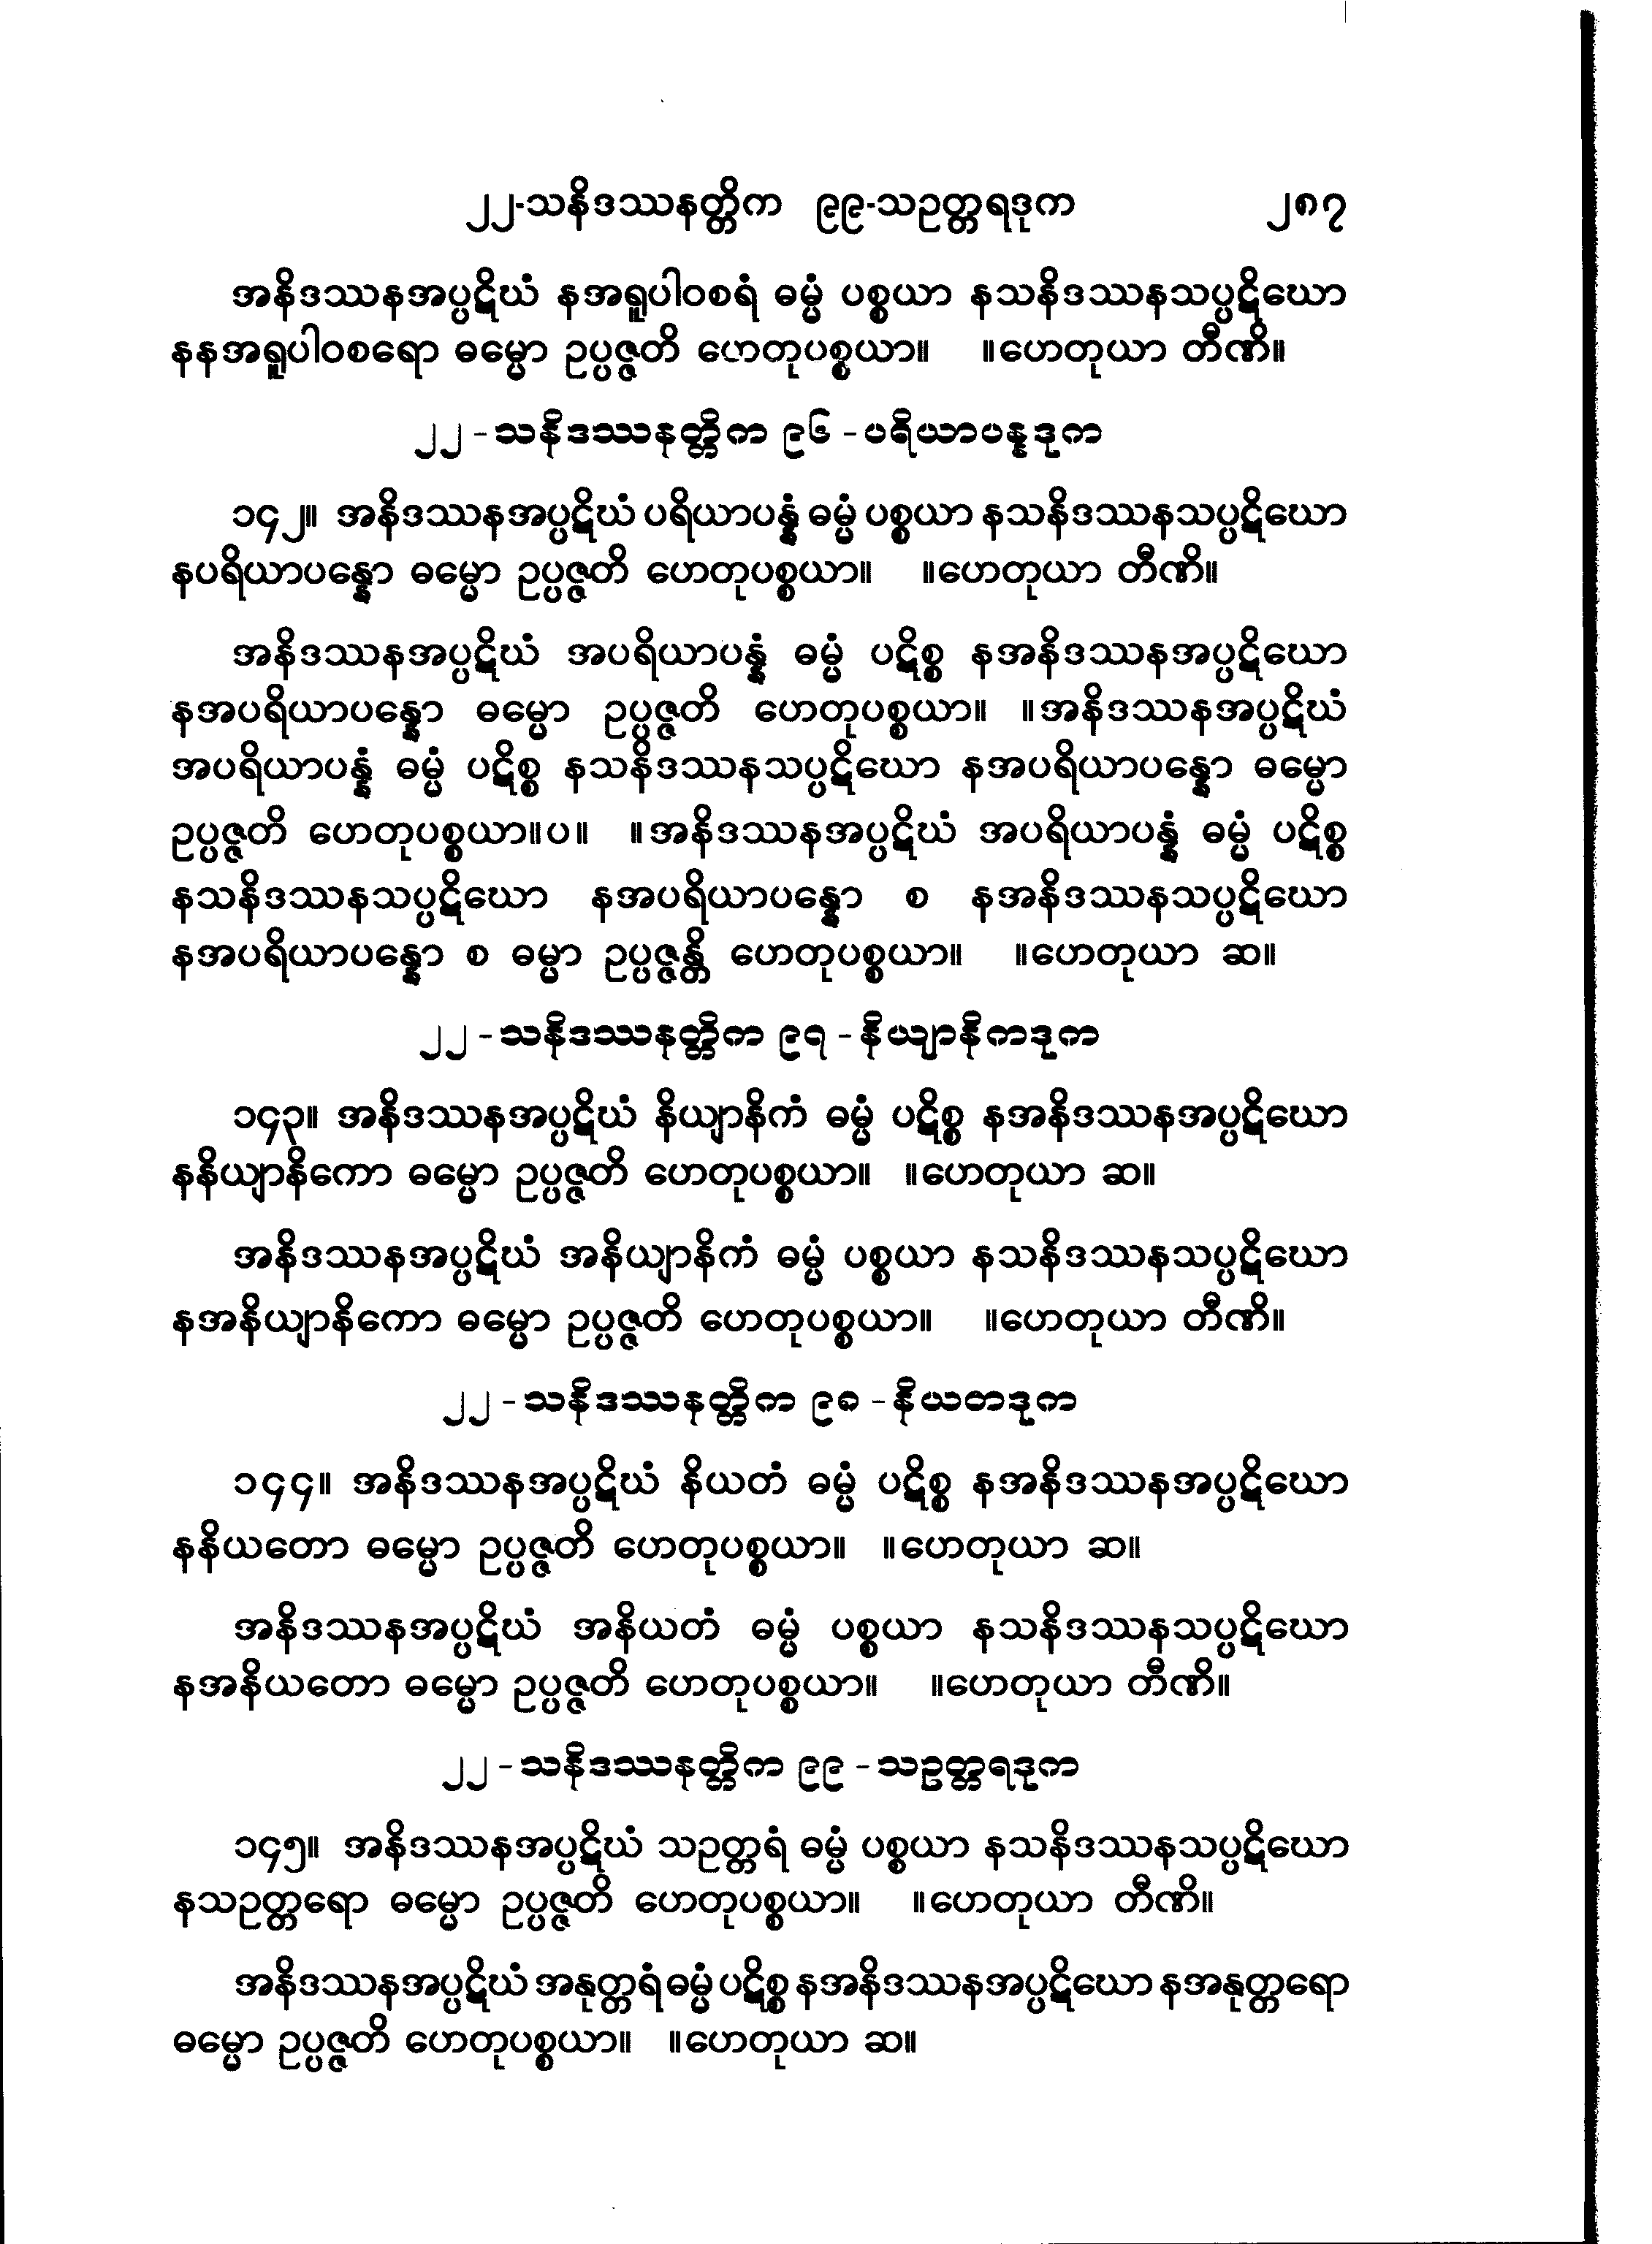 ၂၂-သနိဒဿနတ္တိက ၉၉-သဥတ္တရဒုက ၂၈၇
အနိဒဿနအပ္ပဋိဃံ နအရူပါဝစရံ ဓမ္မံ ပစ္စယာ နသနိဒဿနသပ္ပဋိဃော
နနအရူပါဝစရော ဓမ္မော ဥပ္ပဇ္ဇတိ ဟေတုပစ္စယာ။ ။ဟေတုယာ တီဏိ။
၂၂-သနိဒဿနတ္တိက ၉၆-ပရိယာပန္နဒုက
၁၄၂။ အနိဒဿနအပ္ပဋိဃံ ပရိယာပန္နံ ဓမ္မံ ပစ္စယာ နသနိဒဿနသပ္ပဋိဃော
နပရိယာပန္နော ဓမ္မော ဥပ္ပဇ္ဇတိ ဟေတုပစ္စယာ။ ။ဟေတုယာ တီဏိ။
အနိဒဿနအပ္ပဋိဃံ အပရိယာပန္နံ ဓမ္မံ ပဋိစ္စ နအနိဒဿနအပ္ပဋိဃော
နအပရိယာပန္နော ဓမ္မော ဥပ္ပဇ္ဇတိ ဟေတုပစ္စယာ။ ။အနိဒဿနအပ္ပဋိဃံ
အပရိယာပန္နံ ဓမ္မံ ပဋိစ္စ နသနိဒဿနသပ္ပဋိဃော နအပရိယာပန္နော ဓမ္မော
ဥပ္ပဇ္ဇတိ ဟေတုပစ္စယာ။ပ။ ။အနိဒဿနအပ္ပဋိဃံ အပရိယာပန္နံ ဓမ္မံ ပဋိစ္စ
နသနိဒဿနသပ္ပဋိဃော နအပရိယာပန္နော စ နအနိဒဿနသပ္ပဋိဃော
နအပရိယာပန္နော စ ဓမ္မာ ဥပ္ပဇ္ဇန္တိ ဟေတုပစ္စယာ။ ။ဟေတုယာ ဆ။
၂၂-သနိဒဿနတ္တိက ၉၇-နိယျာနိကဒုက
၁၄၃။ အနိဒဿနအပ္ပဋိဃံ နိယျာနိကံ ဓမ္မံ ပဋိစ္စ နအနိဒဿနအပ္ပဋိဃော
နနိယျာနိကော ဓမ္မော ဥပ္ပဇ္ဇတိ ဟေတုပစ္စယာ။ ။ဟေတုယာ ဆ။
အနိဒဿနအပ္ပဋိဃံ အနိယျာနိကံ ဓမ္မံ ပစ္စယာ နသနိဒဿနသပ္ပဋိဃော
နအနိယျာနိကော ဓမ္မော ဥပ္ပဇ္ဇတိ ဟေတုပစ္စယာ။ ။ဟေတုယာ တီဏိ။
၂၂-သနိဒဿနတ္တိက ၉၈-နိယတဒုက
၁၄၄။ အနိဒဿနအပ္ပဋိဃံ နိယတံ ဓမ္မံ ပဋိစ္စ နအနိဒဿနအပ္ပဋိဃော
နနိယတော ဓမ္မော ဥပ္ပဇ္ဇတိ ဟေတုပစ္စယာ။ ။ဟေတုယာ ဆ။
အနိဒဿနအပ္ပဋိဃံ အနိယတံ ဓမ္မံ ပစ္စယာ နသနိဒဿနသပ္ပဋိဃော
နအနိယတော ဓမ္မော ဥပ္ပဇ္ဇတိ ဟေတုပစ္စယာ။ ။ဟေတုယာ တီဏိ။
၂၂-သနိဒဿနတ္တိက ၉၉-သဥတ္တရဒုက
၁၄၅။ အနိဒဿနအပ္ပဋိဃံ သဥတ္တရံ ဓမ္မံ ပစ္စယာ နသနိဒဿနသပ္ပဋိဃော
နသဥတ္တရော ဓမ္မော ဥပ္ပဇ္ဇတိ ဟေတုပစ္စယာ။ ။ဟေတုယာ တီဏိ။
အနိဒဿနအပ္ပဋိဃံ အနုတ္တရံ ဓမ္မံ ပဋိစ္စ နအနိဒဿနအပ္ပဋိဃော နအနုတ္တရော
ဓမ္မော ဥပ္ပဇ္ဇတိ ဟေတုပစ္စယာ။ ။ဟေတုယာ ဆ။